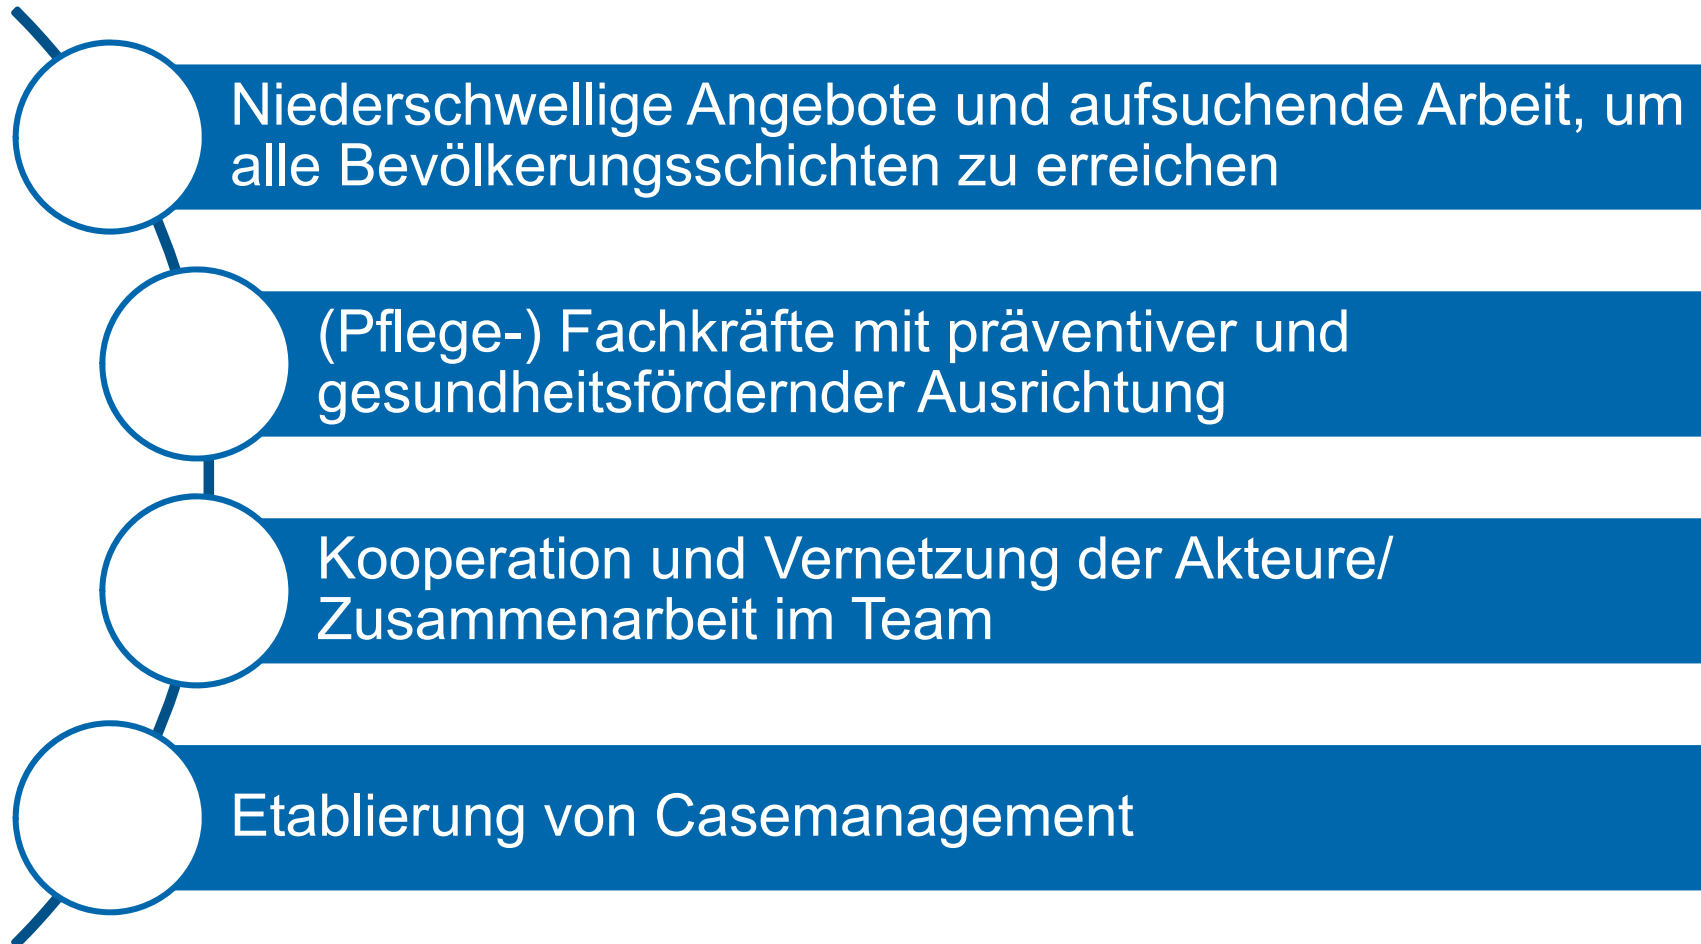 Niederschwellige Angebote und aufsuchende Arbeit, um
alle Bevölkerungsschichten zu erreichen
(Pflege-) Fachkräfte mit präventiver und
gesundheitsfördernder Ausrichtung
Kooperation und Vernetzung der Akteure/
Zusammenarbeit im Team
Etablierung von Casemanagement